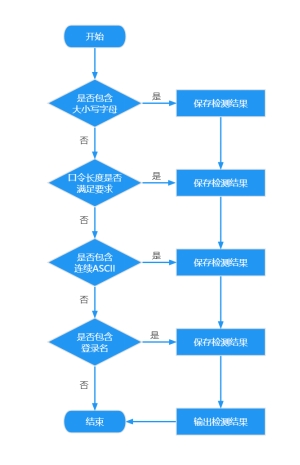 开始
是否包含
大小写字母
是
保存检测结果
否
口令长度是否
满足要求
是
保存检测结果
否
是否包含
连续ASCII
是
保存检测结果
否
是否包含
登录名
是
保存检测结果
否
结束
输出检测结果